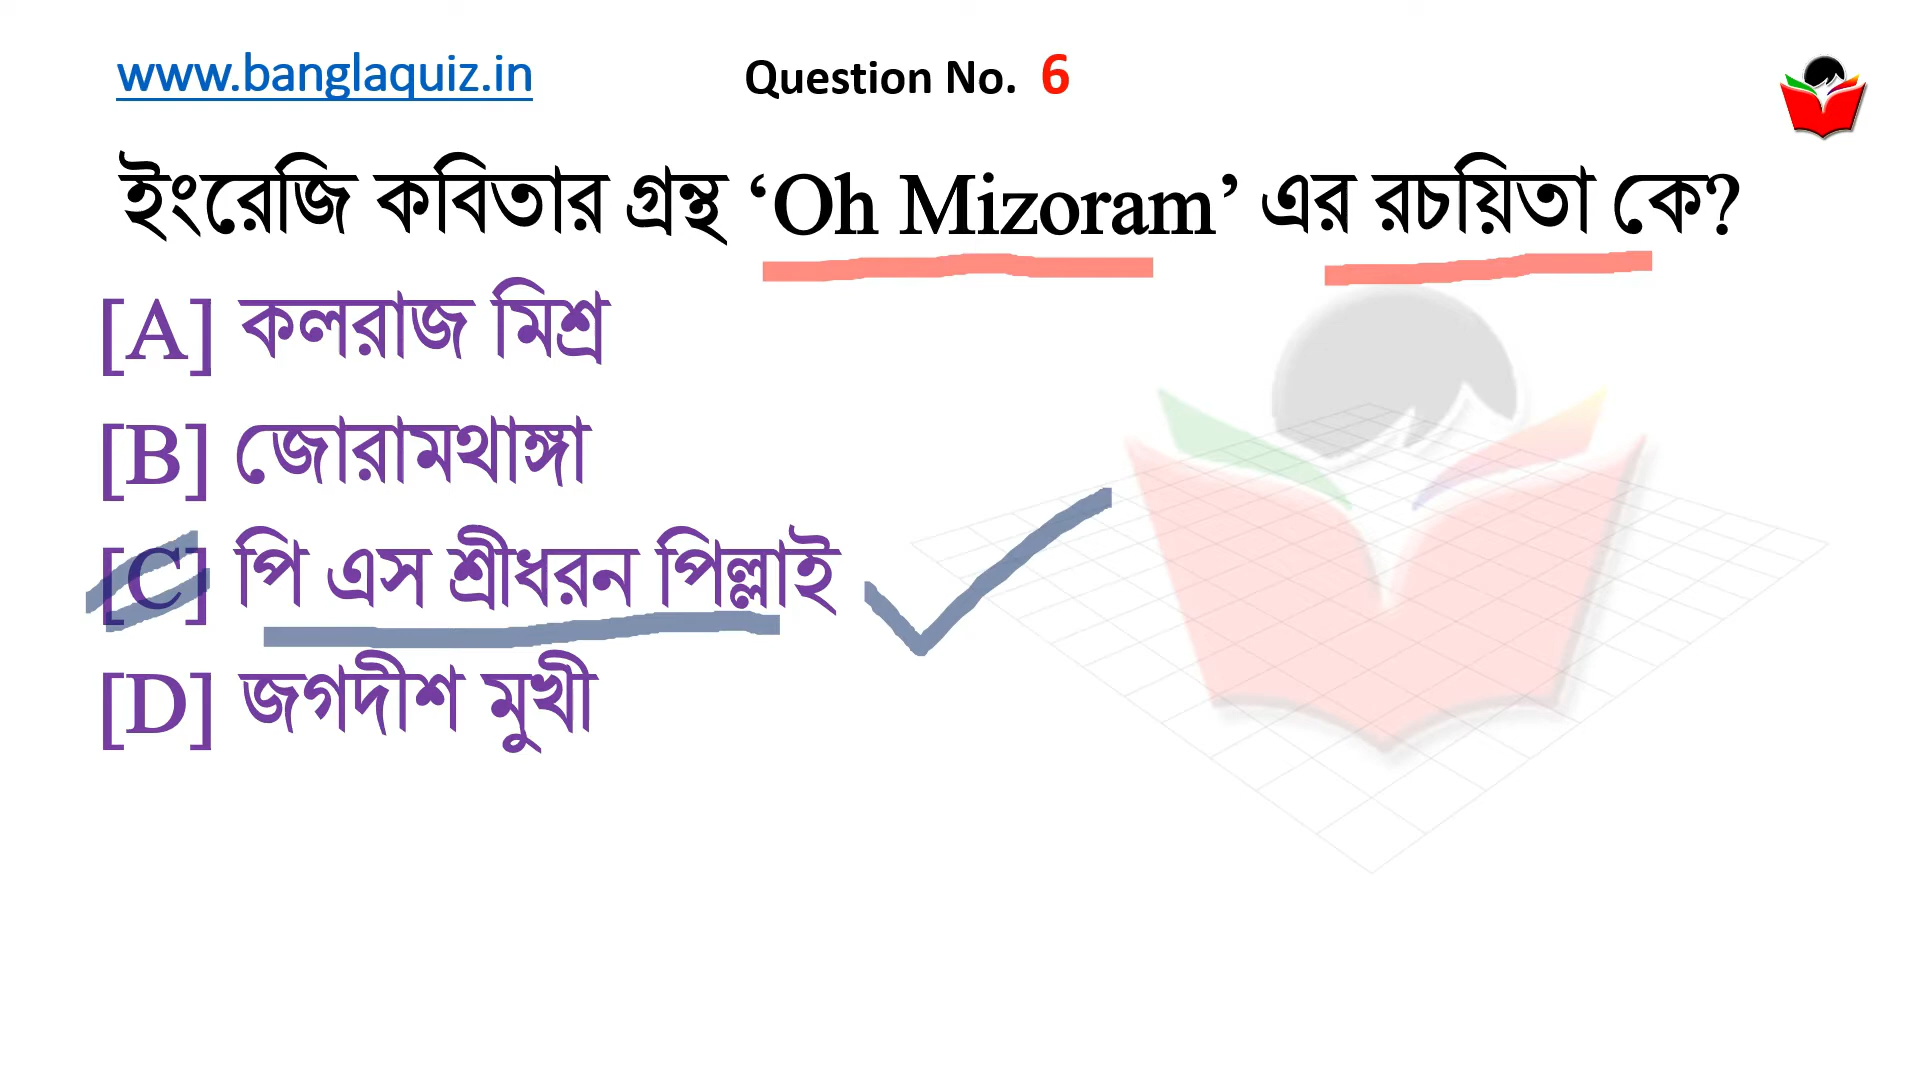 www.banglaquiz.in Question No. 6
ইংরেজি কবিতার গ্রন্থ ‘Oh Mizoram’ এর রচয়িতা কে?
[A] কলরাজ মিশ্র
[B] জোরামথাঙ্গা
[C] পি এস শ্রীধরন পিল্লাই
[D] জগদীশ মুখী